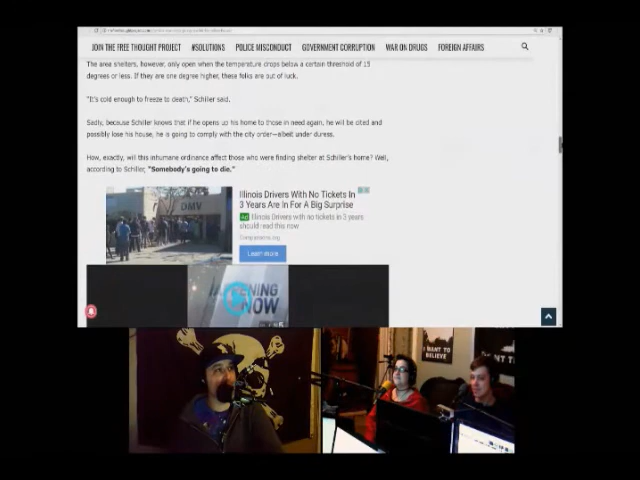 JOIN THE FREE THOUGHT PROJECT #SOLUTIONS POLICE MISCONDUCT GOVERNMENT CORRUPTION WAR ON DRUGS FOREIGN AFFAIRS
The area shelters, however, only open when the temperature drops below a certain threshold of 15
degrees or less. If they are one degree higher, these folks are out of luck.
"It's cold enough to freeze to death," Schiller said.
Sadly, because Schiller knows that if he opens up his home to those in need again, he will be cited and
possibly lose his house, he is going to comply with the city order—albeit under duress.
How, exactly, will this inhumane ordinance affect those who were finding shelter at Schiller's home? Well,
according to Schiller, "Somebody's going to die."
DMV
Illinois Drivers With No Tickets In
3 Years Are In For A Big Surprise
Ad Illinois Drivers with no tickets in 3 years
should read this now
Learn more
NOW
WANT TO
BELIEVE